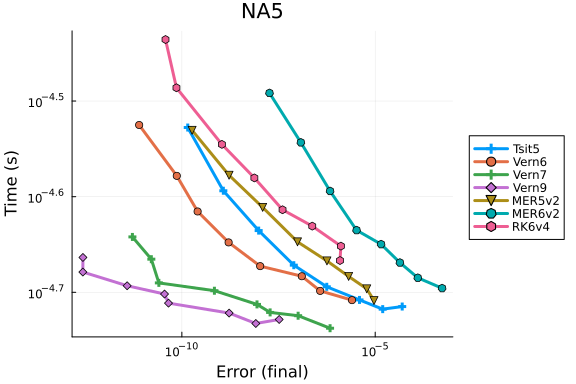 NA5
Time (s)
10^-4.5
10^-4.6
10^-4.7
10^-10
10^-5
Error (final)
Tsit5
Vern6
Vern7
Vern9
MER5v2
MER6v2
RK6v4